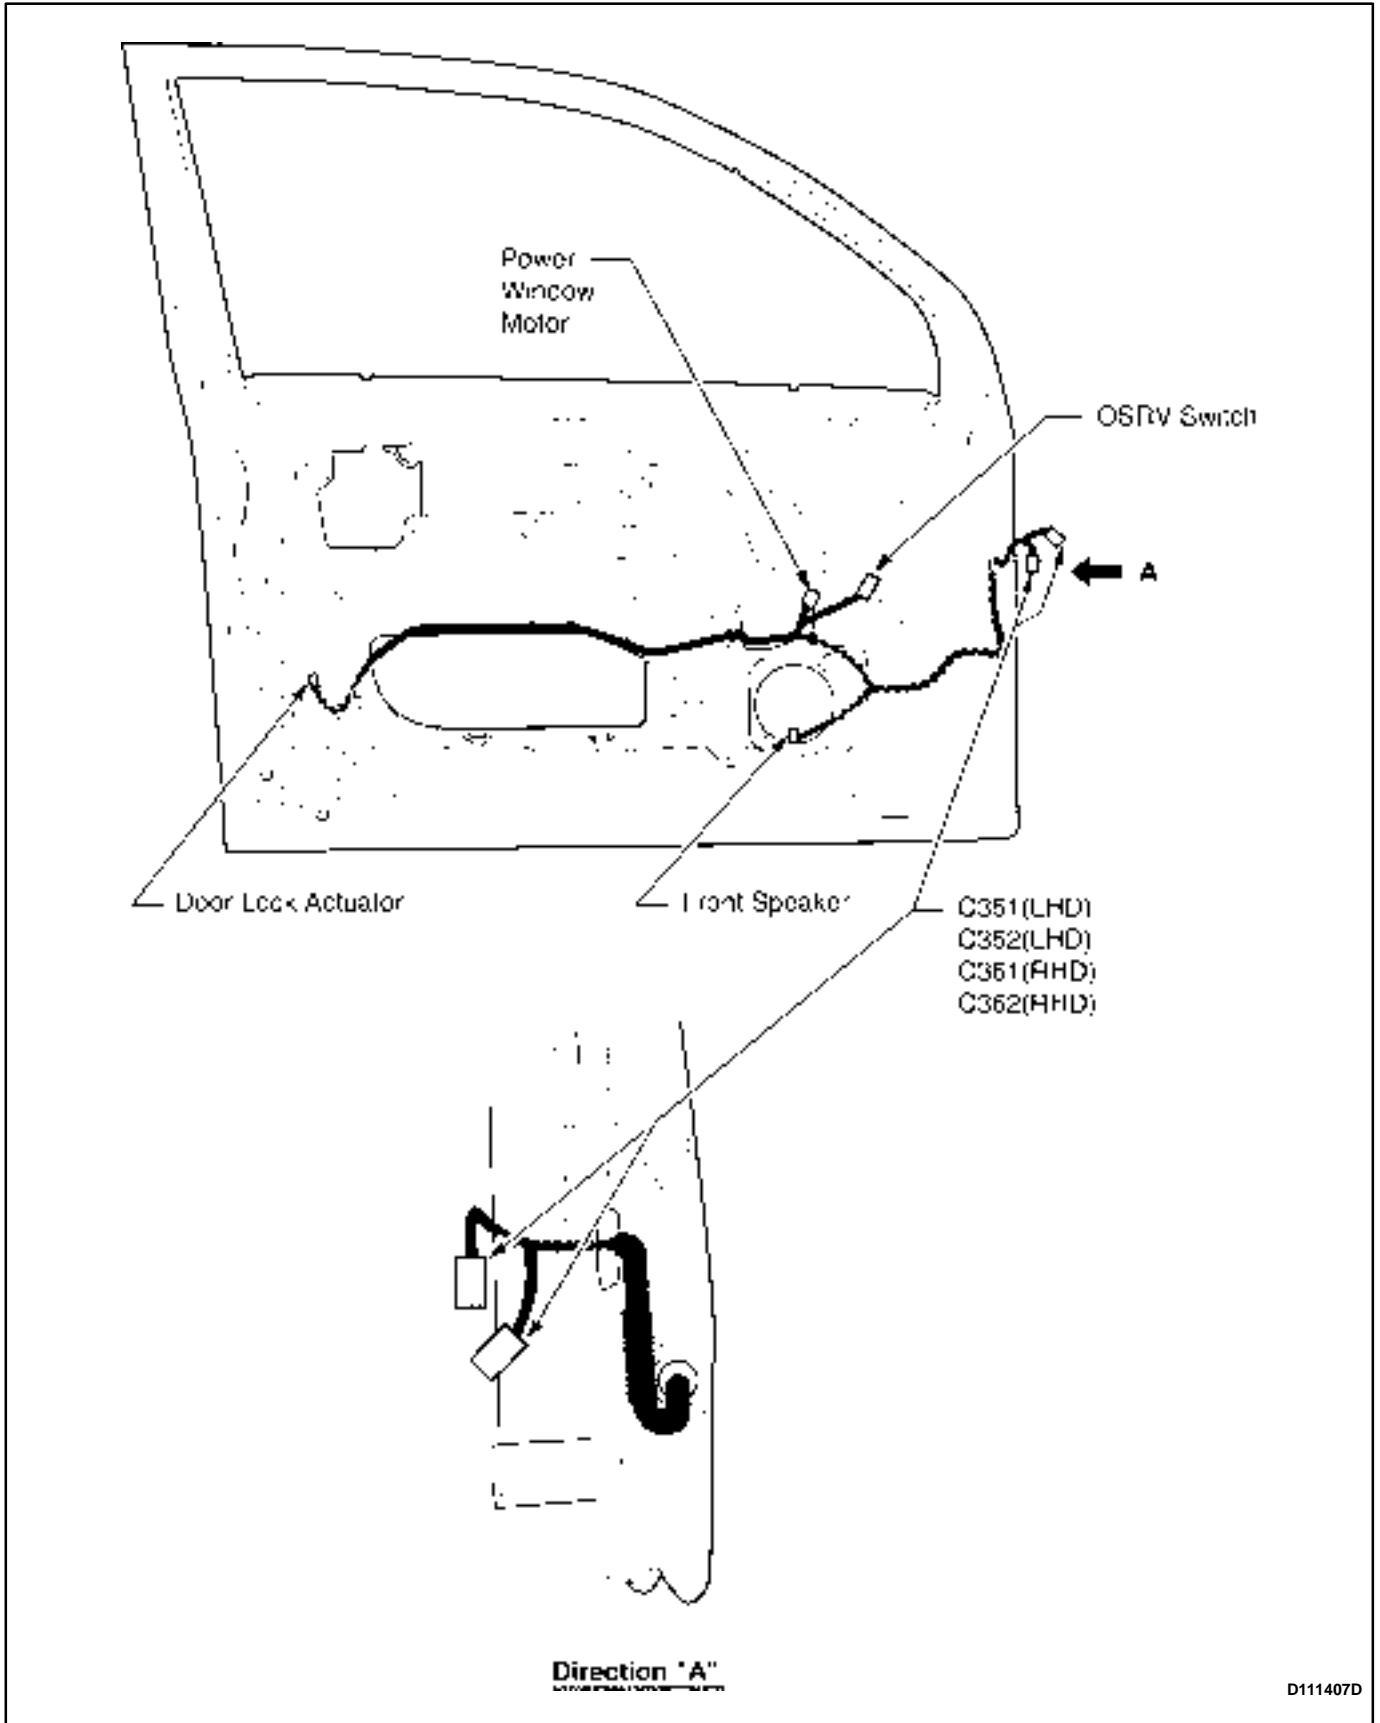 Power
Window
Motor
OSRV Switch
A
Door Lock Actuator
Front Speaker
C351(LHD)
C352(LHD)
C361(RHD)
C362(RHD)
Direction "A"
D111407D